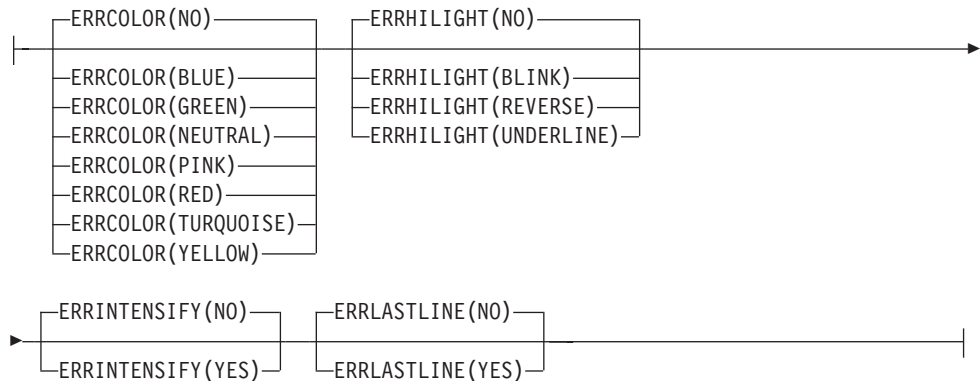 ERRCOLOR(NO) ERRHILIGHT(NO)
ERRCOLOR(BLUE) ERRHILIGHT(BLINK)
ERRCOLOR(GREEN) ERRHILIGHT(REVERSE)
ERRCOLOR(NEUTRAL) ERRHILIGHT(UNDERLINE)
ERRCOLOR(PINK)
ERRCOLOR(RED)
ERRCOLOR(TURQUOISE)
ERRCOLOR(YELLOW)
ERRINTENSIFY(NO) ERRLASTLINE(NO)
ERRINTENSIFY(YES) ERRLASTLINE(YES)